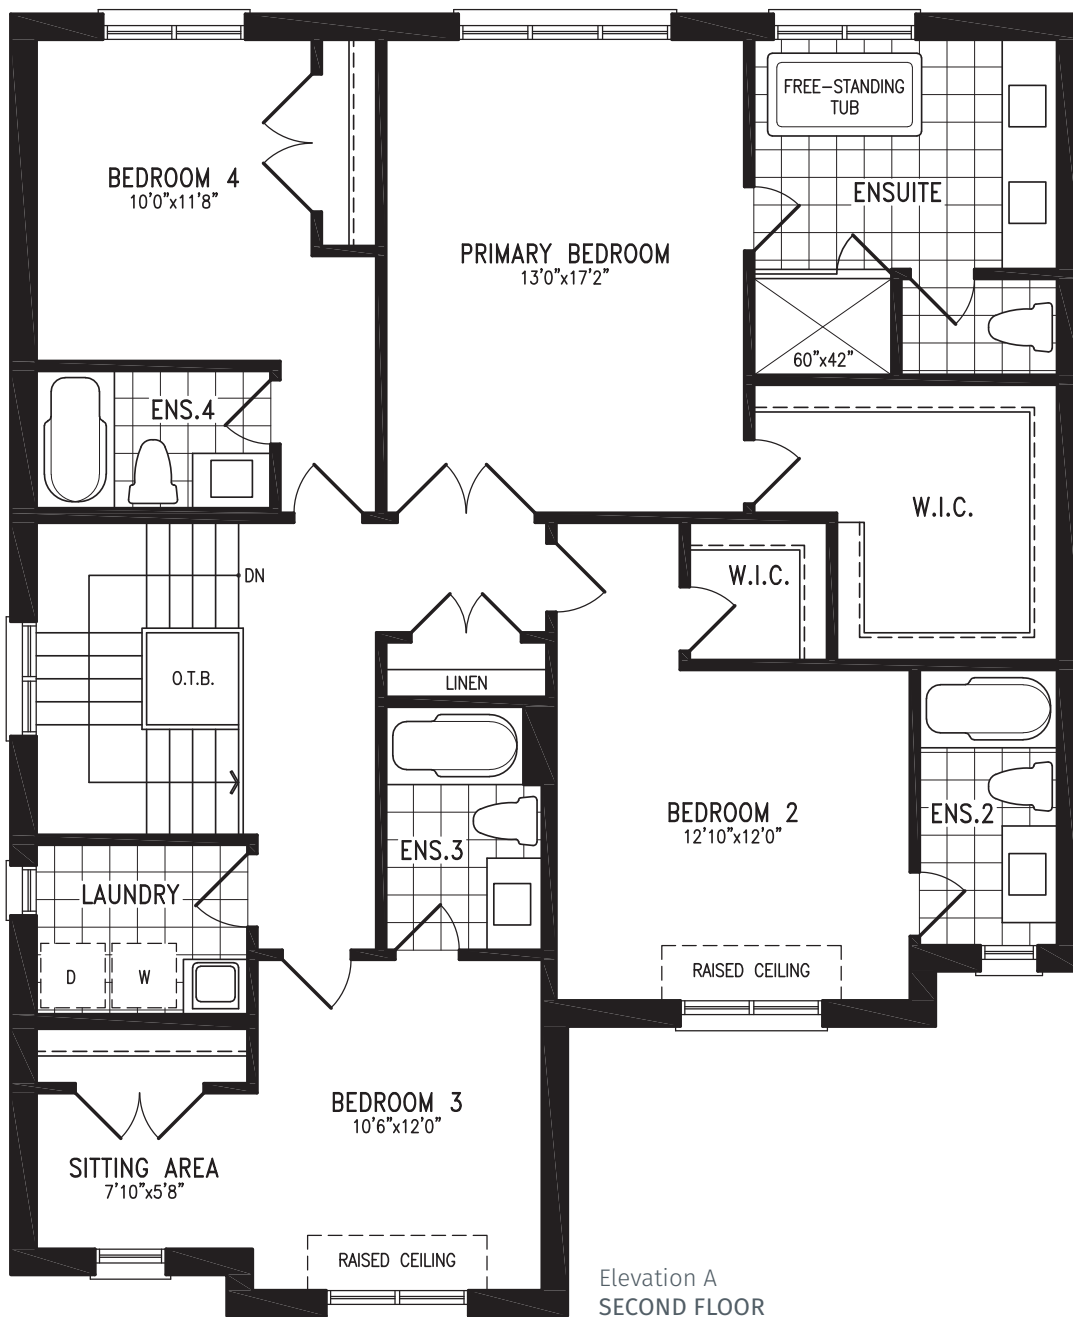 FREE-STANDING
TUB
BEDROOM 4
10'0"x11'8"
ENSUITE
PRIMARY BEDROOM
13'0"x17'2"
60"x42"
ENS.4
W.I.C.
DN
W.I.C.
O.T.B.
LINEN
BEDROOM 2
12'10"x12'0"
ENS.2
ENS.3
LAUNDRY
D
W
RAISED CEILING
BEDROOM 3
10'6"x12'0"
SITTING AREA
7'10"x5'8"
RAISED CEILING
Elevation A
SECOND FLOOR